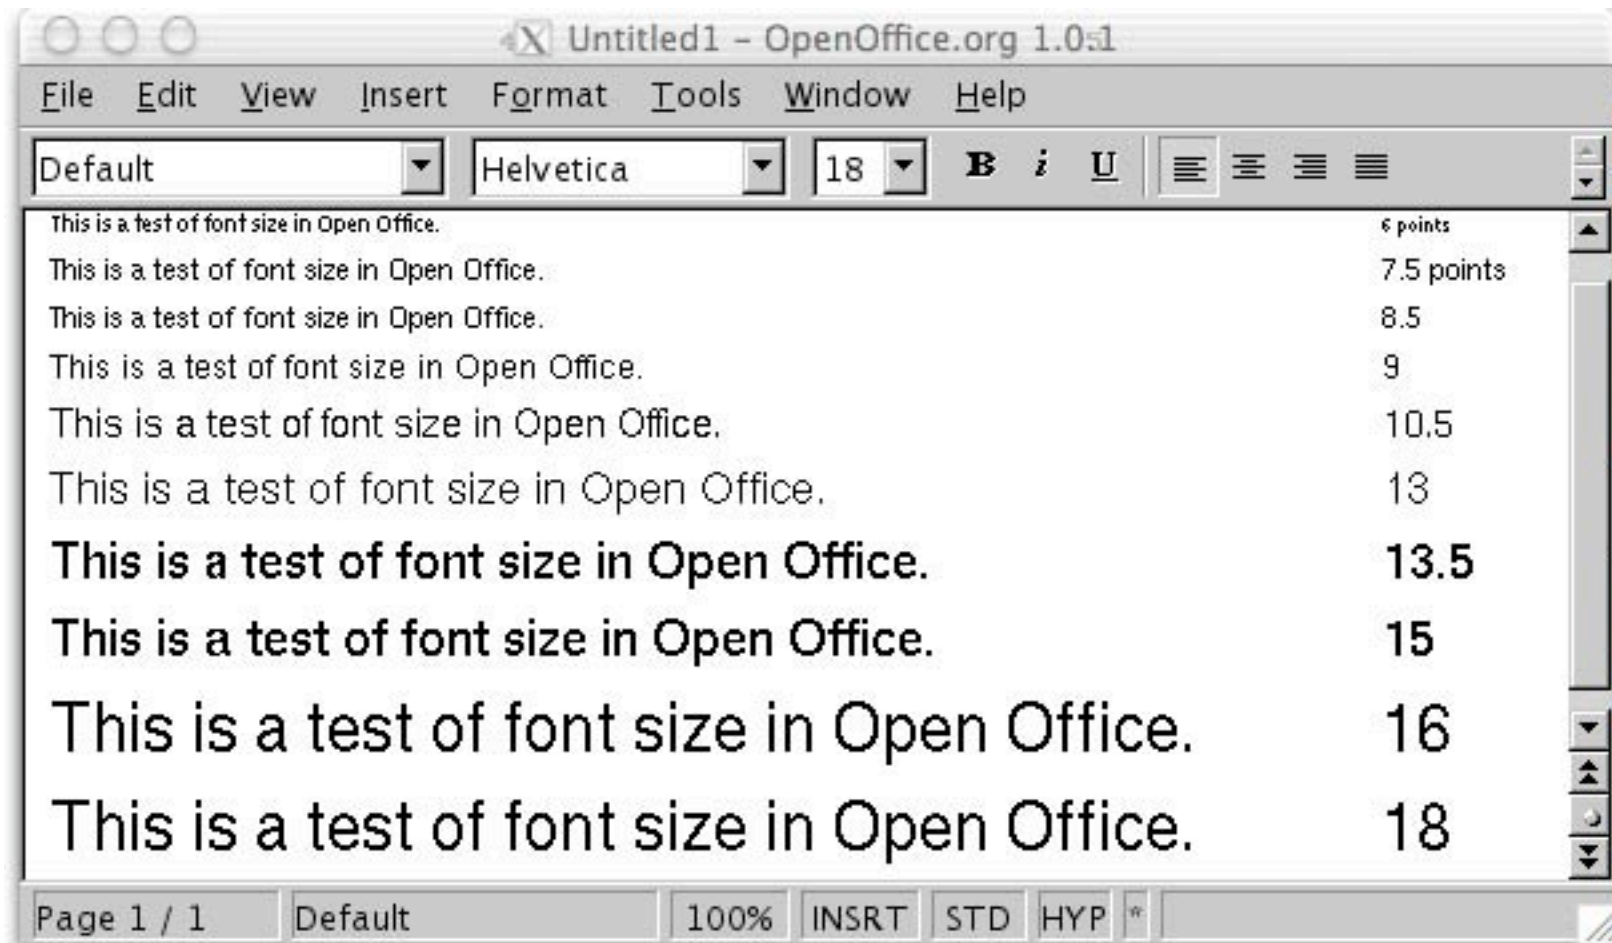 Untitled1 – OpenOffice.org 1.0.1
File Edit View Insert Format Tools Window Help
Default Helvetica 18 B i U
This is a test of font size in Open Office. 6 points
This is a test of font size in Open Office. 7.5 points
This is a test of font size in Open Office. 8.5
This is a test of font size in Open Office. 9
This is a test of font size in Open Office. 10.5
This is a test of font size in Open Office. 13
This is a test of font size in Open Office. 13.5
This is a test of font size in Open Office. 15
This is a test of font size in Open Office. 16
This is a test of font size in Open Office. 18
Page 1 / 1 Default 100% INSRT STD HYP *